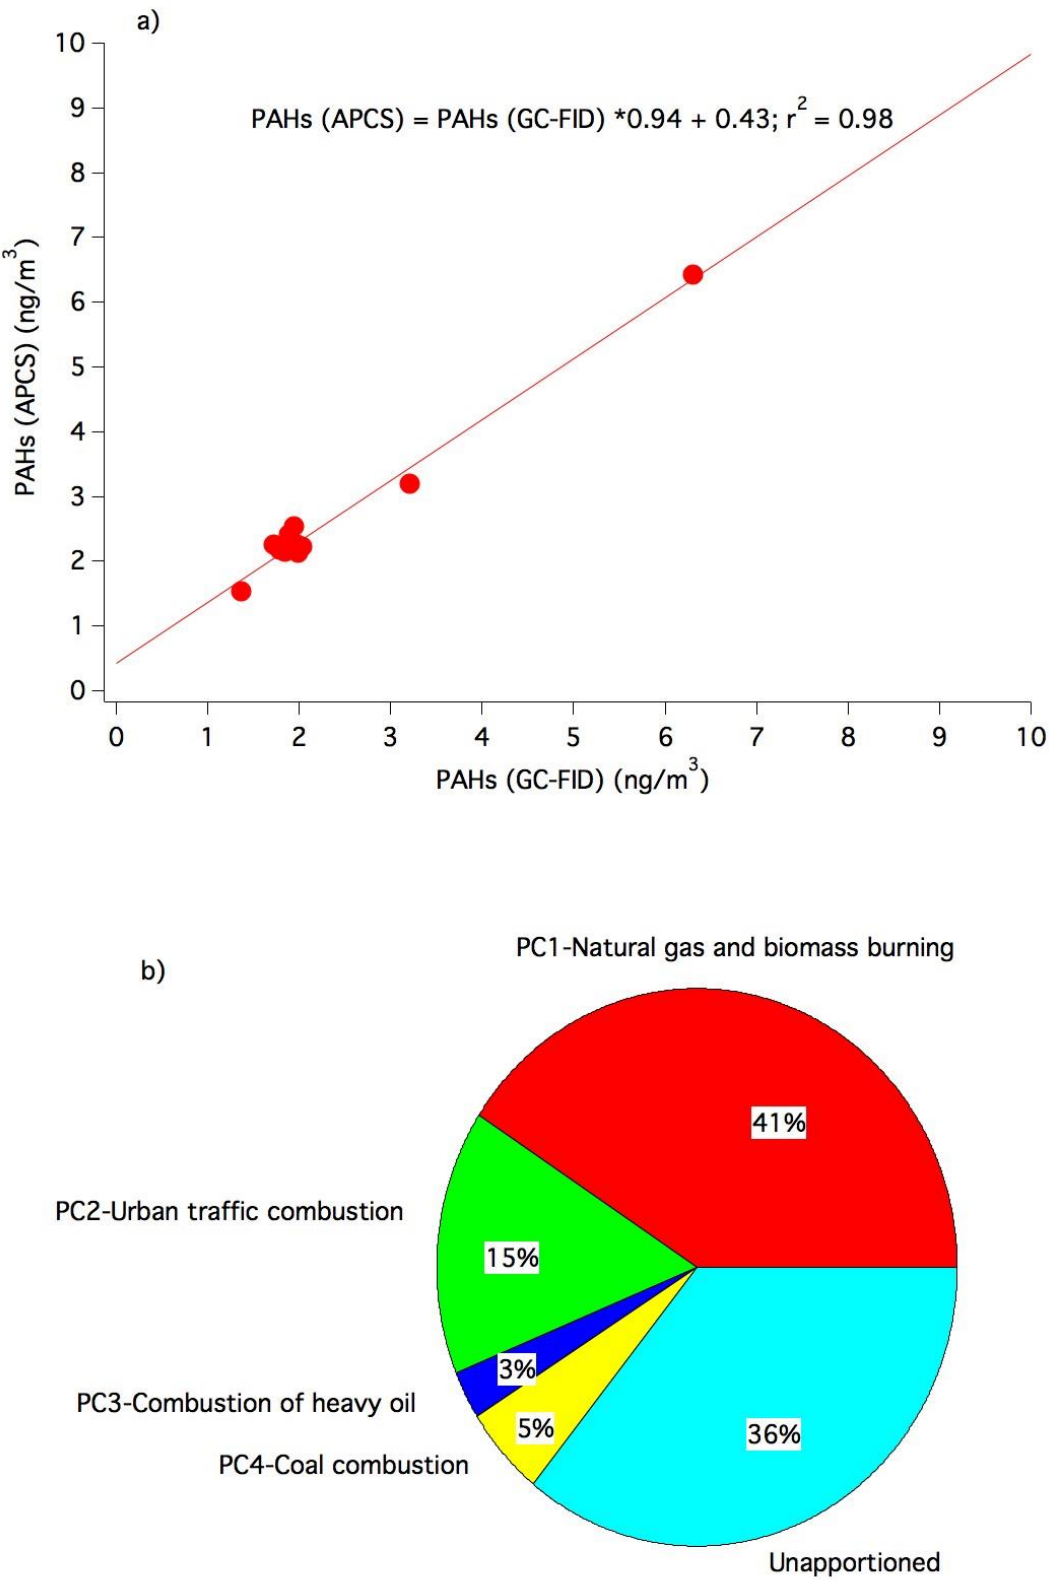 a)
10
9
8
7
6
5
4
3
2
1
0
PAHs (APCS) (ng/m³)
PAHs (APCS) = PAHs (GC-FID) *0.94 + 0.43; r² = 0.98
0 1 2 3 4 5 6 7 8 9 10
PAHs (GC-FID) (ng/m³)
b)
PC1-Natural gas and biomass burning
41%
PC2-Urban traffic combustion
15%
3%
PC3-Combustion of heavy oil
5%
36%
PC4-Coal combustion
Unapportioned